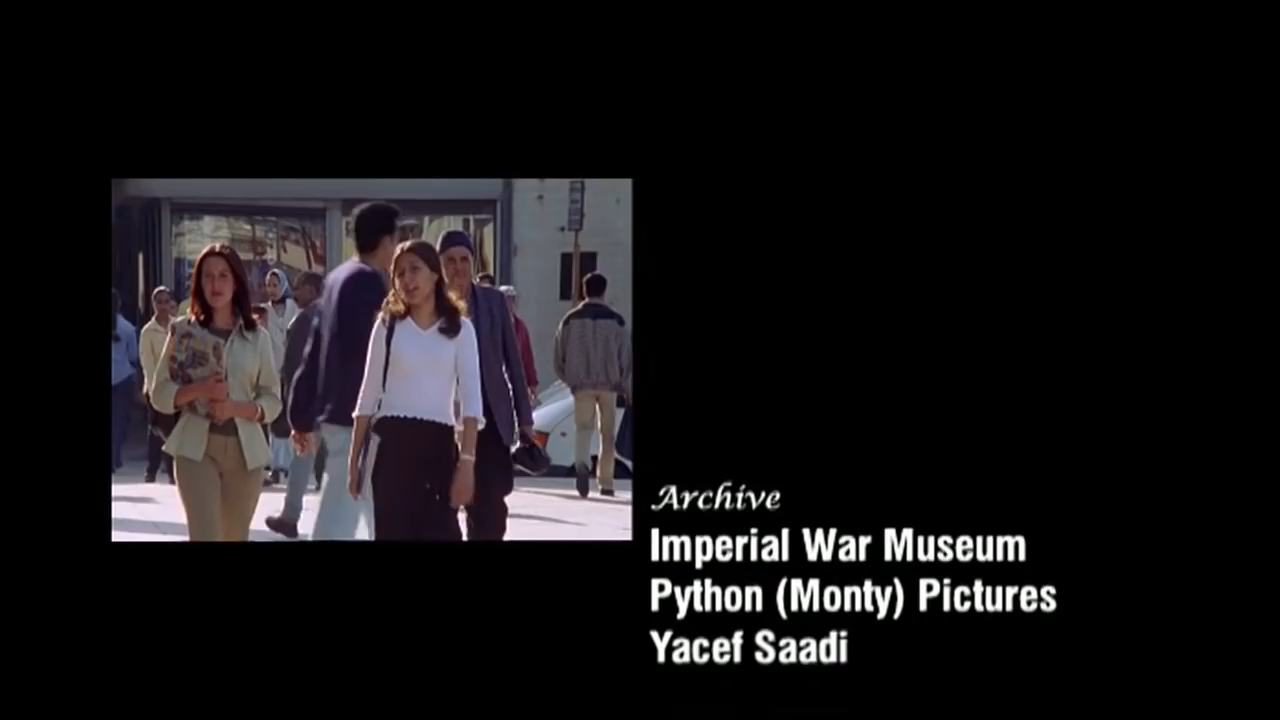 Archive
Imperial War Museum
Python (Monty) Pictures
Yacef Saadi